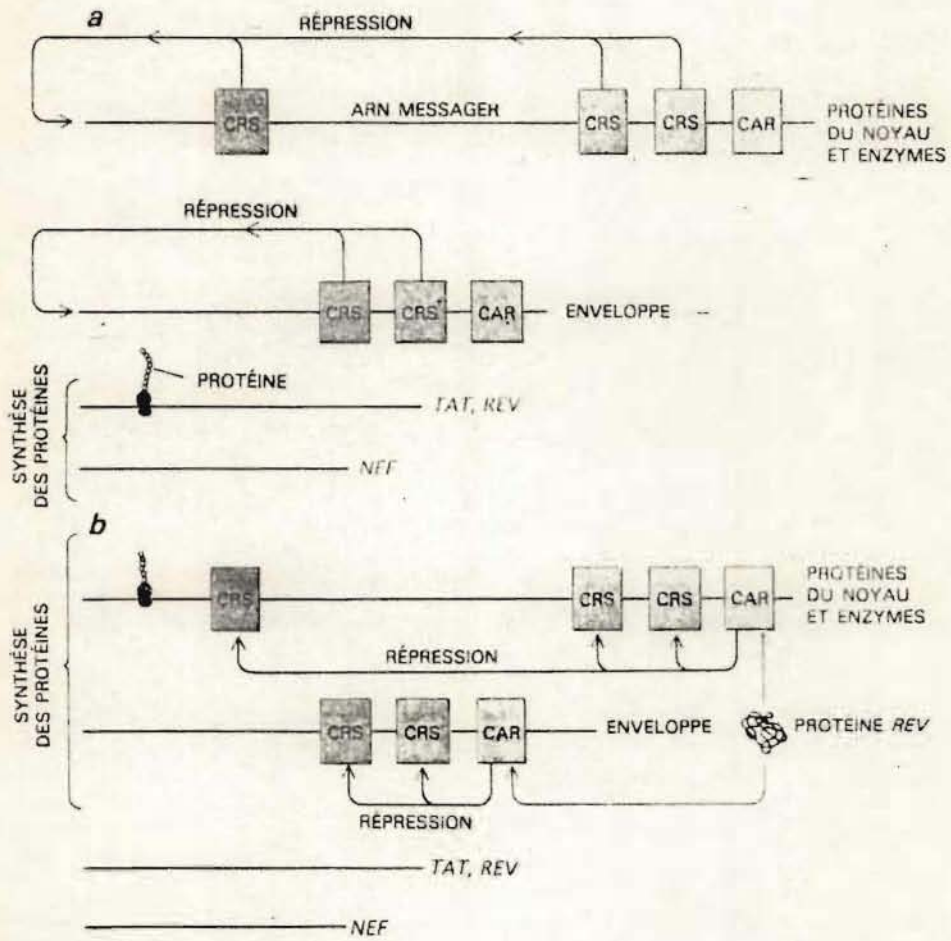 a
RÉPRESSION
CRS
ARN MESSAGER
CRS
CRS
CAR
PROTÉINES
DU NOYAU
ET ENZYMES
RÉPRESSION
CRS
CRS
CAR
ENVELOPPE
SYNTHÈSE
DES PROTÉINES
PROTÉINE
TAT, REV
NEF
b
SYNTHÈSE
DES PROTÉINES
CRS
CRS
CRS
CAR
PROTÉINES
DU NOYAU
ET ENZYMES
RÉPRESSION
CRS
CRS
CAR
ENVELOPPE
PROTÉINE REV
RÉPRESSION
TAT, REV
NEF